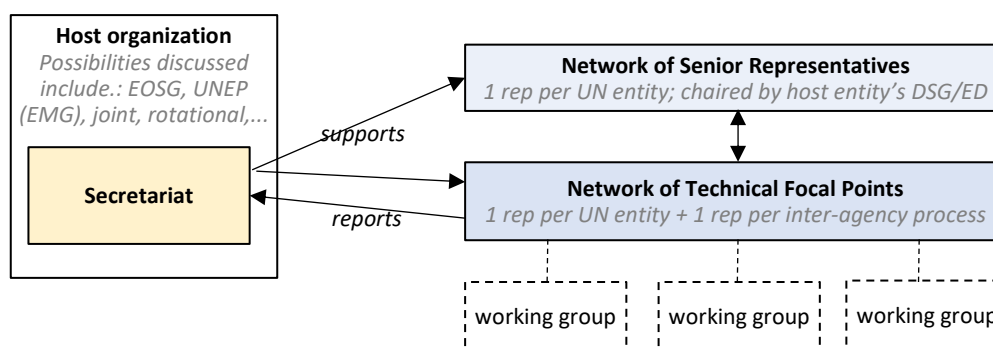 Host organization
Possibilities discussed
include.: EOSG, UNEP
(EMG), joint, rotational,...
Secretariat
supports
reports
Network of Senior Representatives
1 rep per UN entity; chaired by host entity's DSG/ED
Network of Technical Focal Points
1 rep per UN entity + 1 rep per inter-agency process
working group
working group
working group